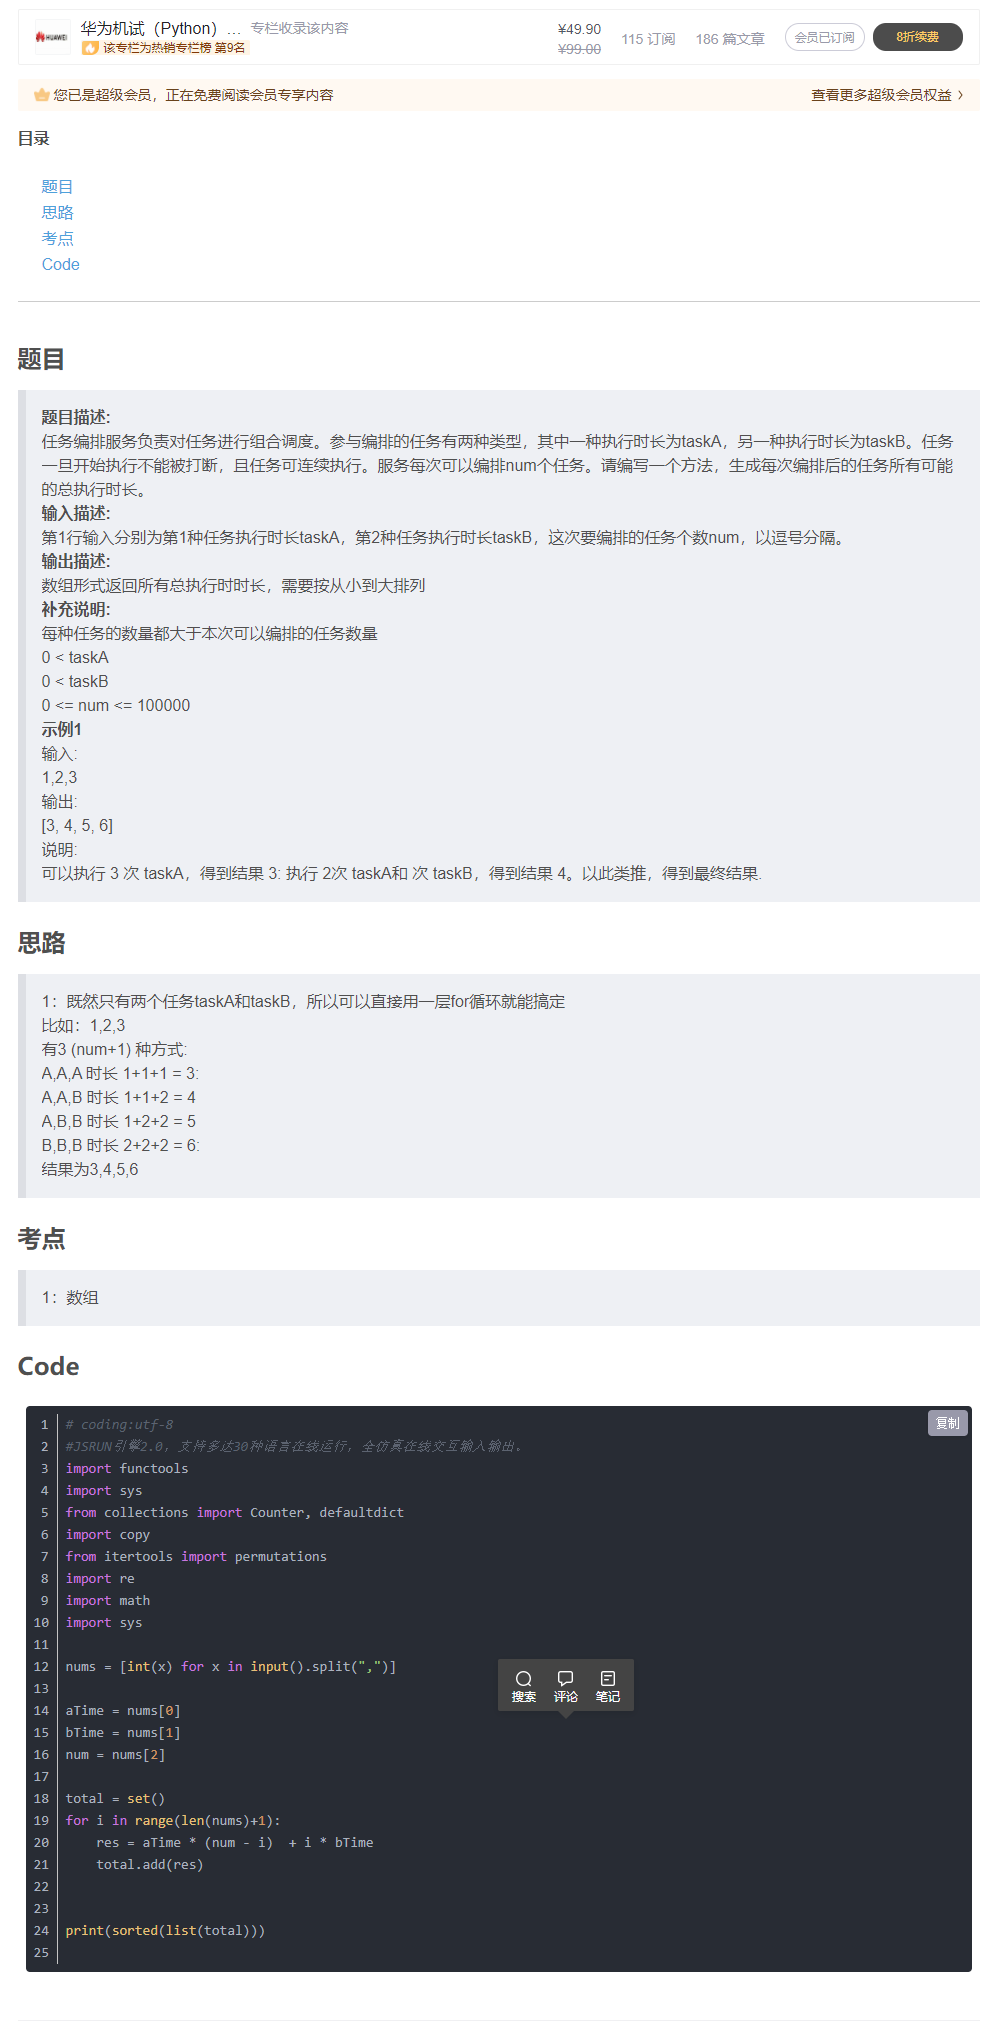 HUAWEI
华为机试（Python）... 专栏收录该内容
该专栏为热销专栏榜 第9名
¥49.90
¥99.00
115 订阅
186 篇文章
会员已订阅
8折续费
您已是超级会员，正在免费阅读会员专享内容
查看更多超级会员权益
目录
题目
思路
考点
Code
题目
题目描述:
任务编排服务负责对任务进行组合调度。参与编排的任务有两种类型，其中一种执行时长为taskA，另一种执行时长为taskB。任务
一旦开始执行不能被打断，且任务可连续执行。服务每次可以编排num个任务。请编写一个方法，生成每次编排后的任务所有可能
的总执行时长。
输入描述:
第1行输入分别为第1种任务执行时长taskA，第2种任务执行时长taskB，这次要编排的任务个数num，以逗号分隔。
输出描述:
数组形式返回所有总执行时时长，需要按从小到大排列
补充说明:
每种任务的数量都大于本次可以编排的任务数量
0 < taskA
0 < taskB
0 <= num <= 100000
示例1
输入:
1,2,3
输出:
[3, 4, 5, 6]
说明:
可以执行 3 次 taskA，得到结果 3: 执行 2次 taskA和 次 taskB，得到结果 4。以此类推，得到最终结果.
思路
1：既然只有两个任务taskA和taskB，所以可以直接用一层for循环就能搞定
比如：1,2,3
有3 (num+1) 种方式:
A,A,A 时长 1+1+1 = 3:
A,A,B 时长 1+1+2 = 4
A,B,B 时长 1+2+2 = 5
B,B,B 时长 2+2+2 = 6:
结果为3,4,5,6
考点
1：数组
Code
复制
1 # coding:utf-8
2 #JSRUN引擎2.0，支持多达30种语言在线运行，全仿真在线交互输入输出。
3 import functools
4 import sys
5 from collections import Counter, defaultdict
6 import copy
7 from itertools import permutations
8 import re
9 import math
10 import sys
11
12 nums = [int(x) for x in input().split(",")]
13
14 aTime = nums[0]
15 bTime = nums[1]
16 num = nums[2]
17
18 total = set()
19 for i in range(len(nums)+1):
20     res = aTime * (num - i)  + i * bTime
21     total.add(res)
22
23
24 print(sorted(list(total)))
25
搜索 评论 笔记